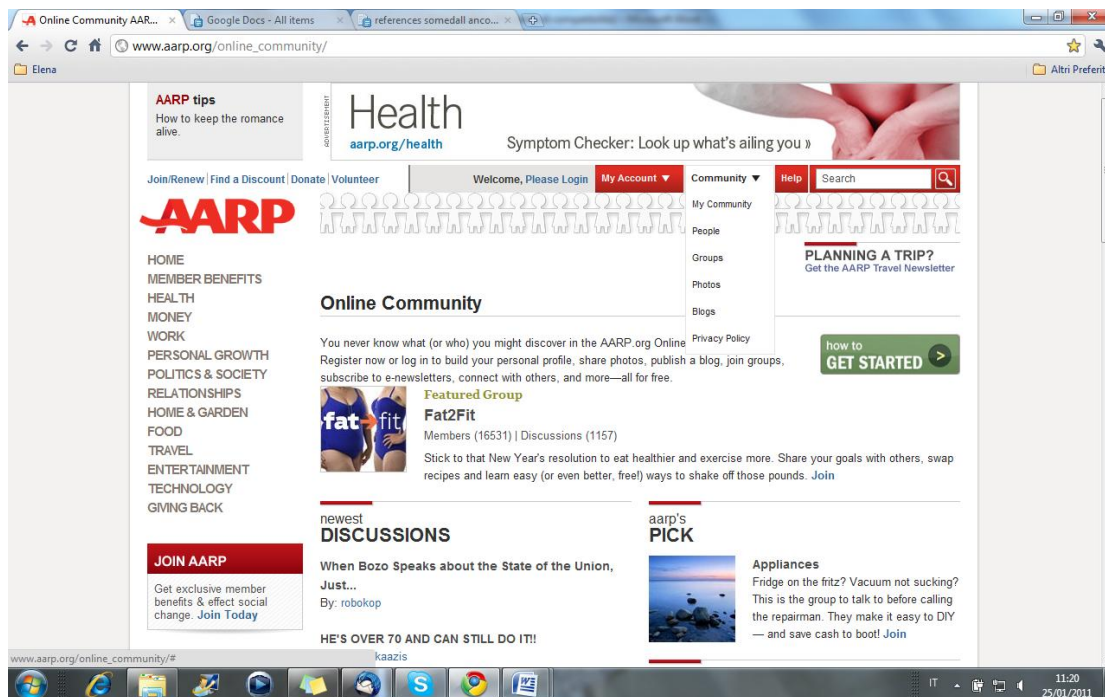 Online Community AAR...
Google Docs - All items
references somedall anco...
www.aarp.org/online_community/
Elena
Altri Preferit
AARP tips
How to keep the romance
alive.
ADVERTISEMENT
Health
aarp.org/health
Symptom Checker: Look up what's ailing you »
Join/Renew | Find a Discount | Donate | Volunteer
Welcome, Please Login
My Account ▼
Community ▼
Help
Search
My Community
People
Groups
Photos
Blogs
Privacy Policy
AARP
HOME
MEMBER BENEFITS
HEALTH
MONEY
WORK
PERSONAL GROWTH
POLITICS & SOCIETY
RELATIONSHIPS
HOME & GARDEN
FOOD
TRAVEL
ENTERTAINMENT
TECHNOLOGY
GIVING BACK
PLANNING A TRIP?
Get the AARP Travel Newsletter
Online Community
You never know what (or who) you might discover in the AARP.org Online
Register now or log in to build your personal profile, share photos, publish a blog, join groups,
subscribe to e-newsletters, connect with others, and more—all for free.
how to
GET STARTED
fat fit
Featured Group
Fat2Fit
Members (16531) | Discussions (1157)
Stick to that New Year's resolution to eat healthier and exercise more. Share your goals with others, swap
recipes and learn easy (or even better, free!) ways to shake off those pounds. Join
newest
DISCUSSIONS
When Bozo Speaks about the State of the Union,
Just...
By: robokop
HE'S OVER 70 AND CAN STILL DO IT!!
kaazis
aarp's
PICK
Appliances
Fridge on the fritz? Vacuum not sucking?
This is the group to talk to before calling
the repairman. They make it easy to DIY
— and save cash to boot! Join
JOIN AARP
Get exclusive member
benefits & effect social
change. Join Today
www.aarp.org/online_community/#
IT
11:20
25/01/2011